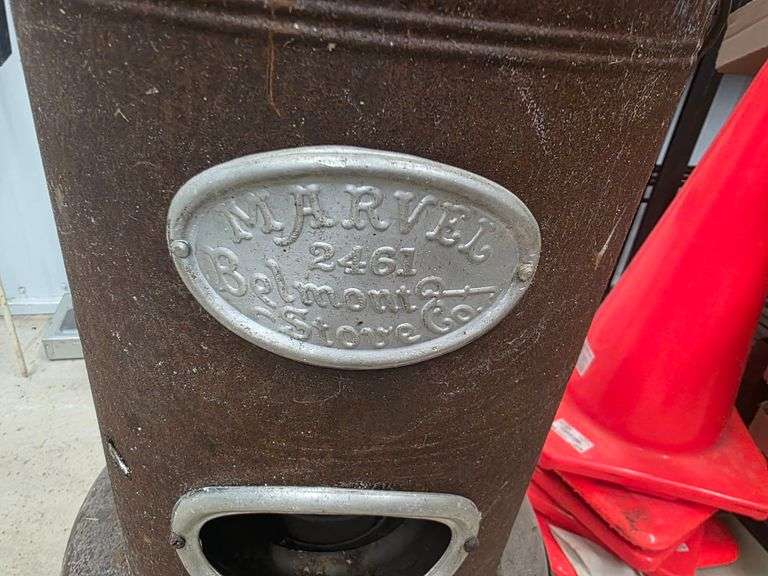 MARVEL
2461
Belmont
Stove Co.